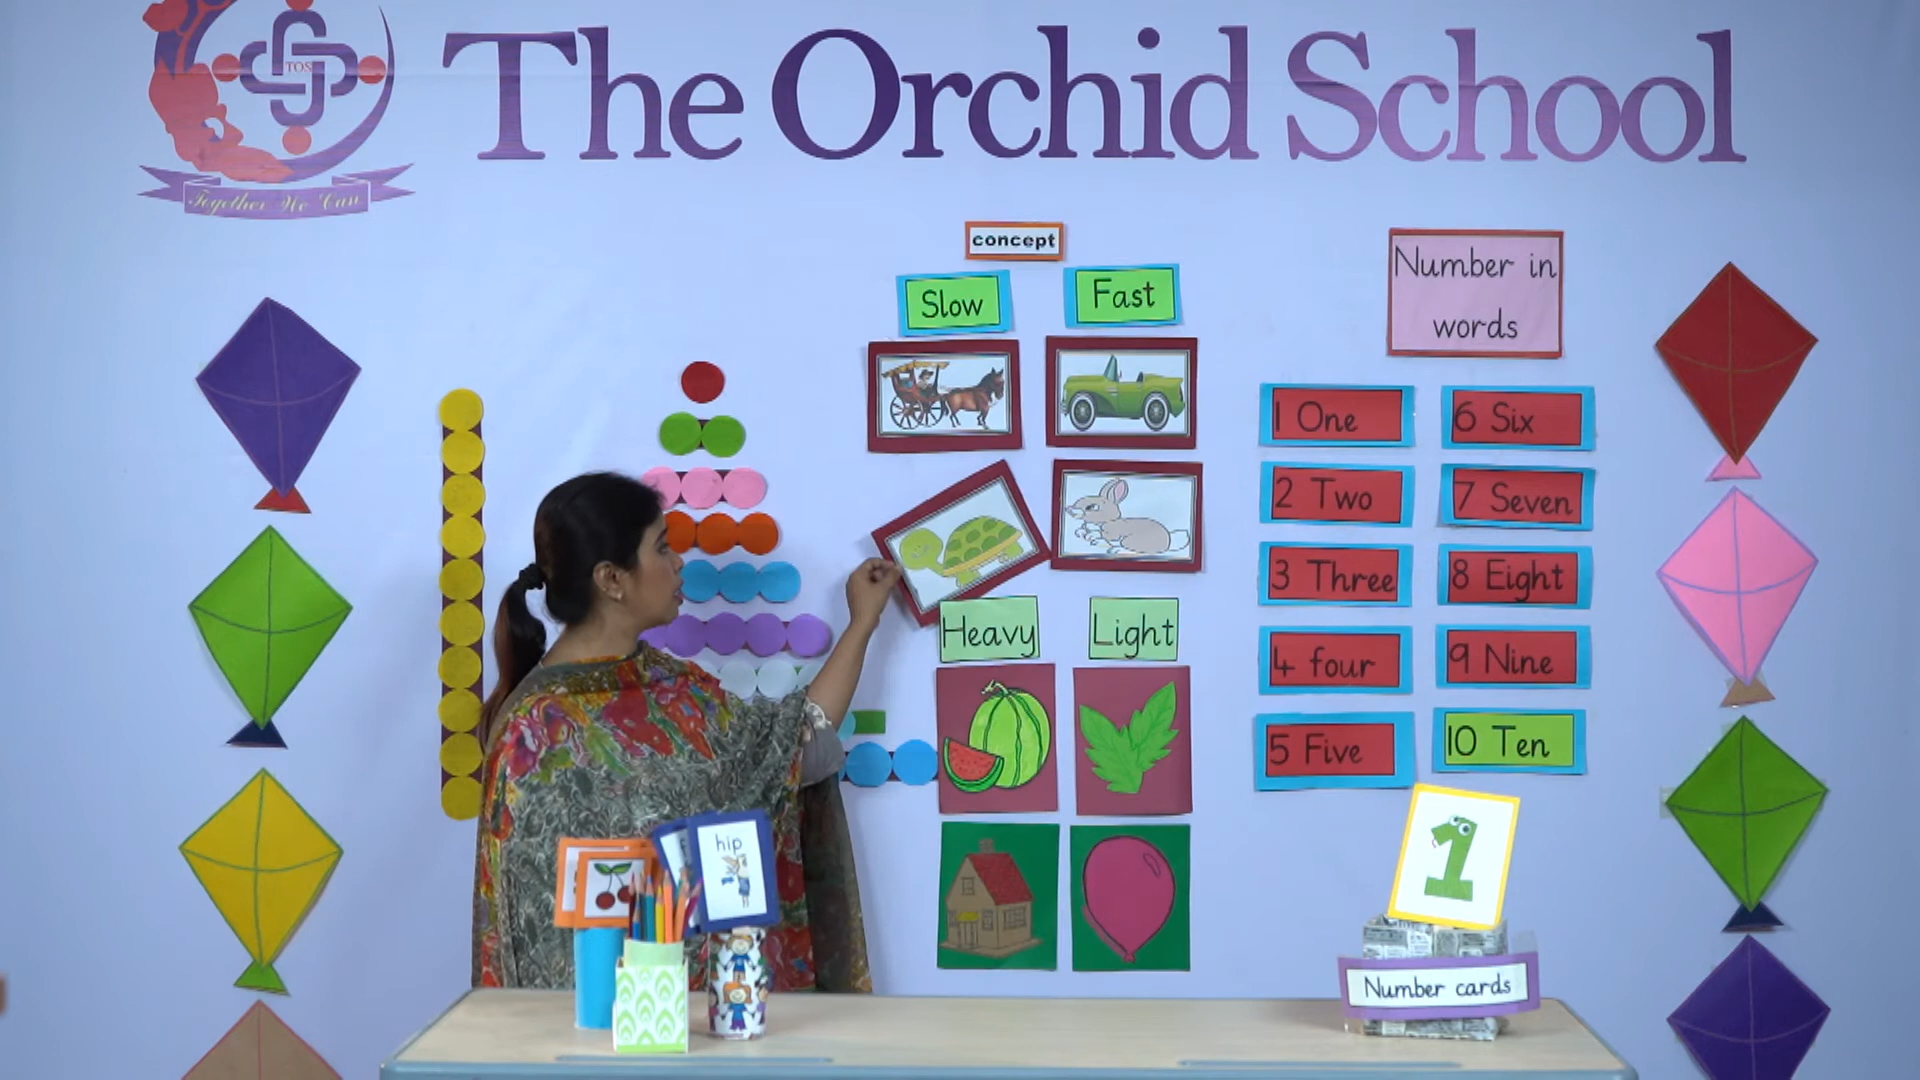 TOS
Together We Can
The Orchid School
concept
Slow
Fast
Heavy
Light
Number in
words
1 One
2 Two
3 Three
4 four
5 Five
6 Six
7 Seven
8 Eight
9 Nine
10 Ten
hip
1
Number cards